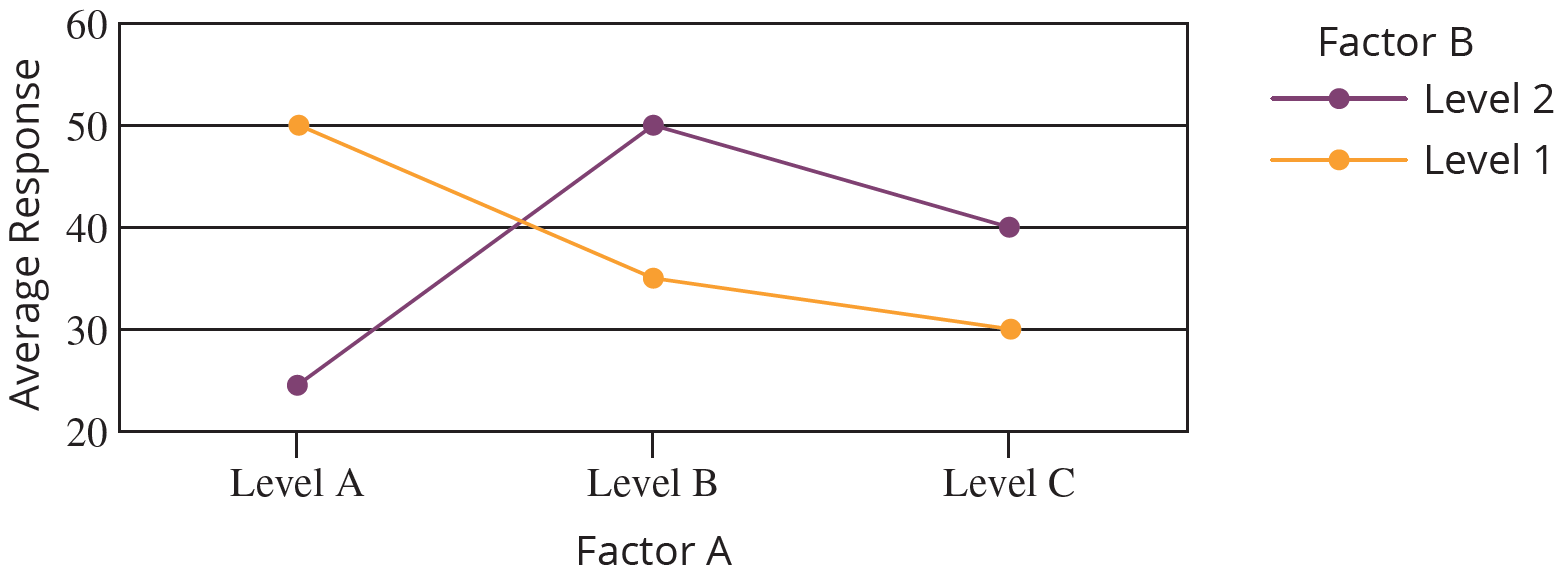 Average Response
60
50
40
30
20
Level A
Level B
Level C
Factor A
Factor B
Level 2
Level 1